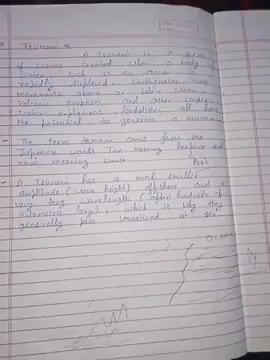 Tsunami :
A Tsunami is a series
of waves created when a body of
water such as an ocean is
rapidly displaced. Earthquakes, mass
movements above or below water,
volcanic eruption and other under
water explosions, landslides all have
the potential to generate a tsunami.
- The term tsunami comes from the
Japanese words Tsu meaning harbour and
nami meaning wave.
- A Tsunami has a much smaller
amplitude (wave hight) offshore and a
very long wavelength (often hundreds of
kilometers long), which is why they
generally pass unnoticed at sea
Ocean